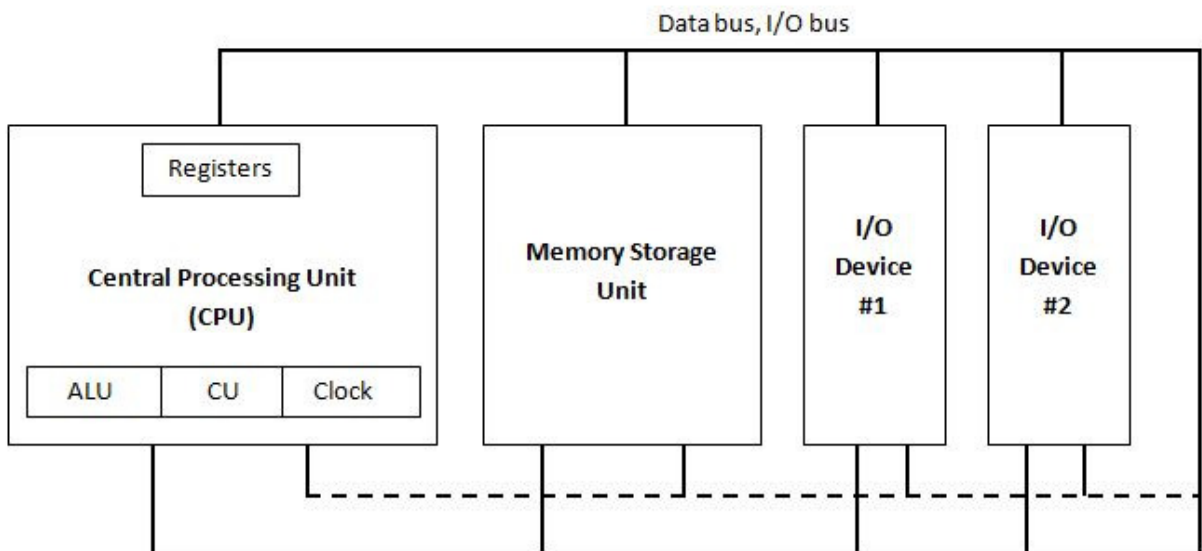 Data bus, I/O bus
Registers
Central Processing Unit
(CPU)
ALU
CU
Clock
Memory Storage
Unit
I/O
Device
#1
I/O
Device
#2